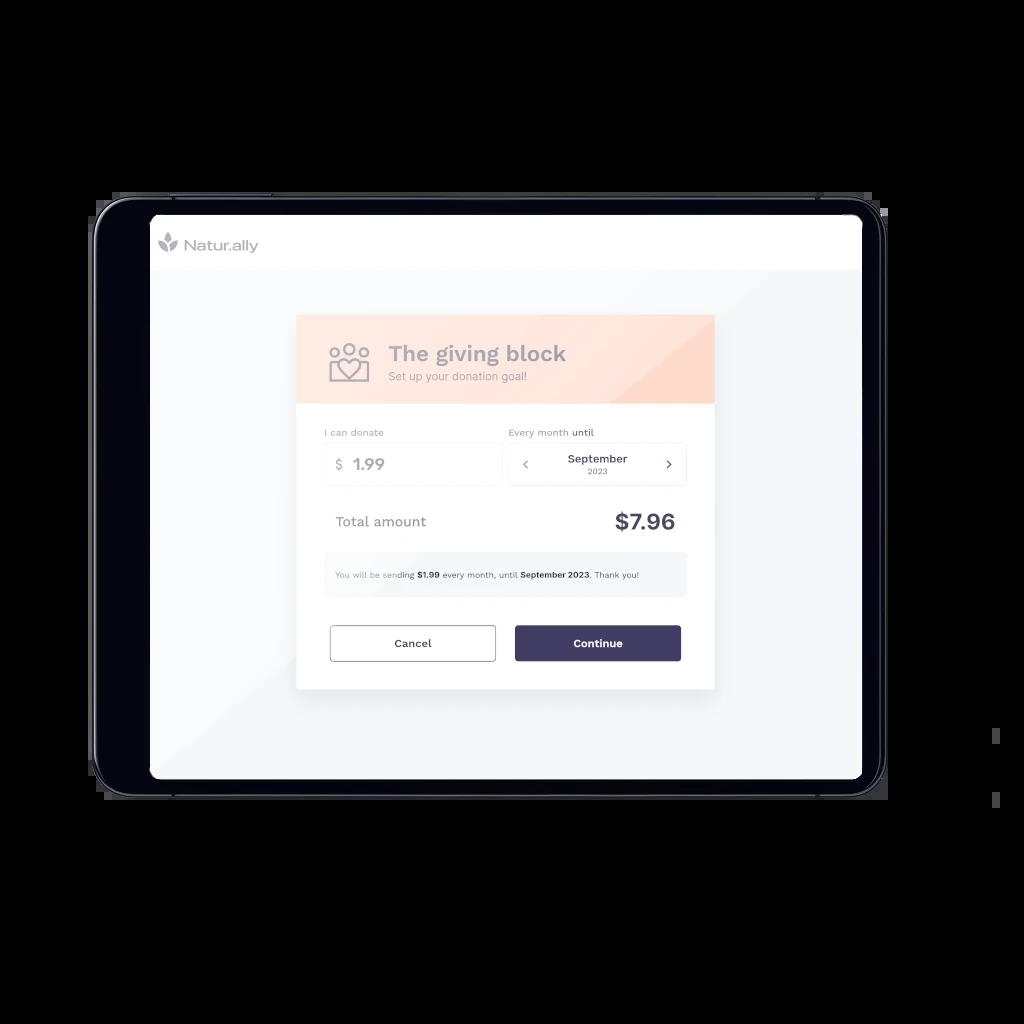 Natur.ally
The giving block
Set up your donation goal!
I can donate
Every month until
$ 1.99
September
2023
Total amount
$7.96
You will be sending $1.99 every month, until September 2023. Thank you!
Cancel
Continue